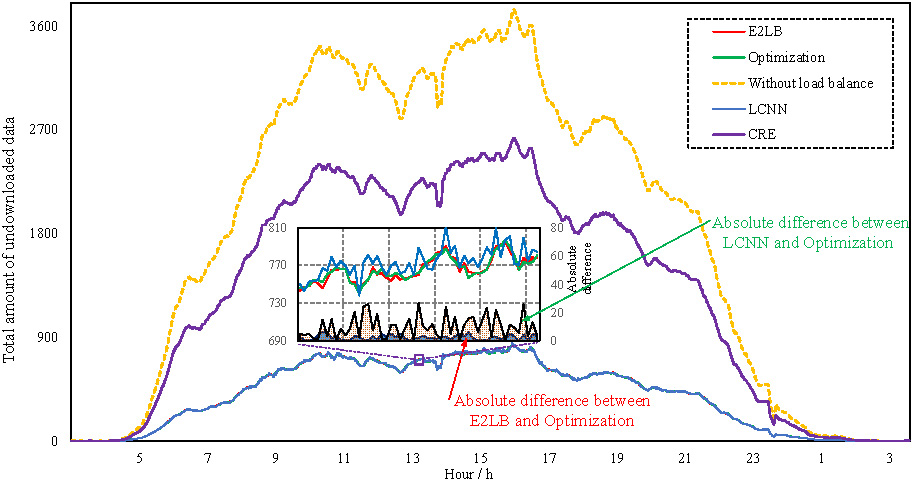 3600
2700
1800
900
0
Total amount of undownloaded data
E2LB
Optimization
Without load balance
LCNN
CRE
810
770
730
690
80
60
40
20
0
Absolute
difference
Absolute difference between
LCNN and Optimization
Absolute difference between
E2LB and Optimization
5 7 9 11 13 15 17 19 21 23 1 3
Hour / h